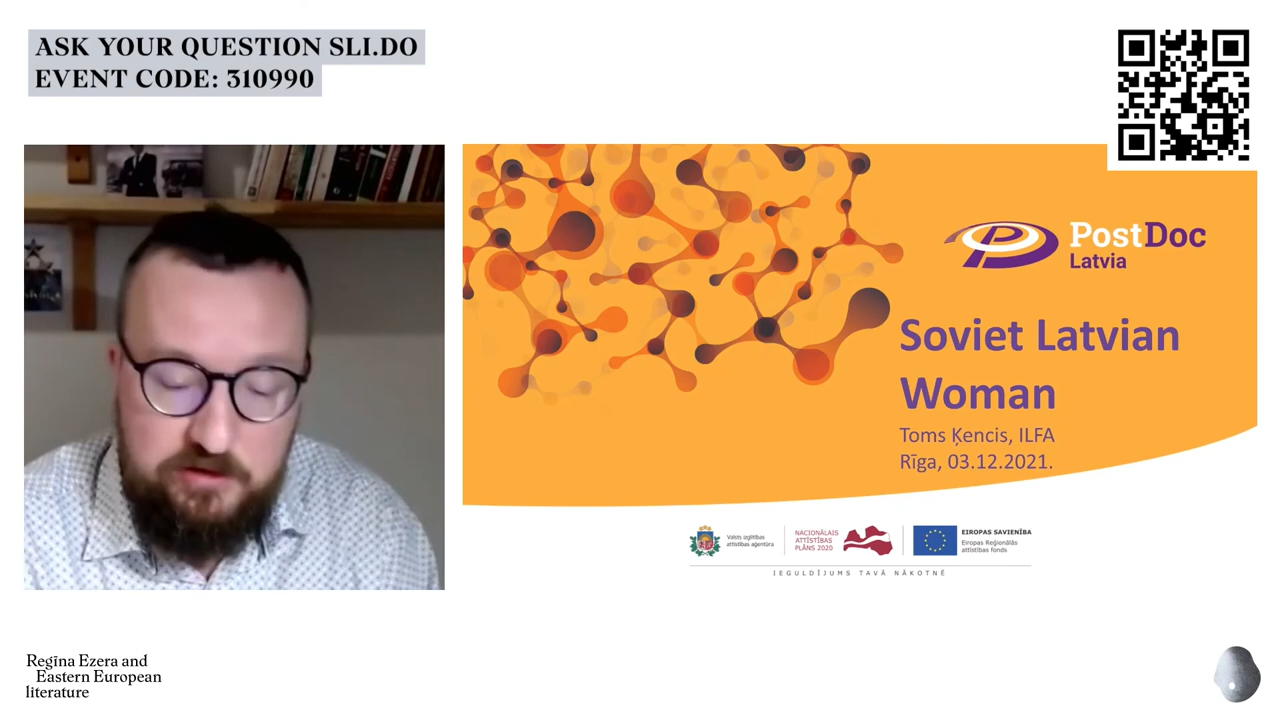 ASK YOUR QUESTION SLI.DO
EVENT CODE: 310990
PostDoc
Latvia
Soviet Latvian
Woman
Toms Ķencis, ILFA
Rīga, 03.12.2021.
Valsts izglītības
attīstības aģentūra
NACIONĀLAIS
ATTĪSTĪBAS
PLĀNS 2020
EIROPAS SAVIENĪBA
Eiropas Reģionālās
attīstības fonds
IEGULDĪJUMS TAVĀ NĀKOTNĒ
Regīna Ezera and
Eastern European
literature